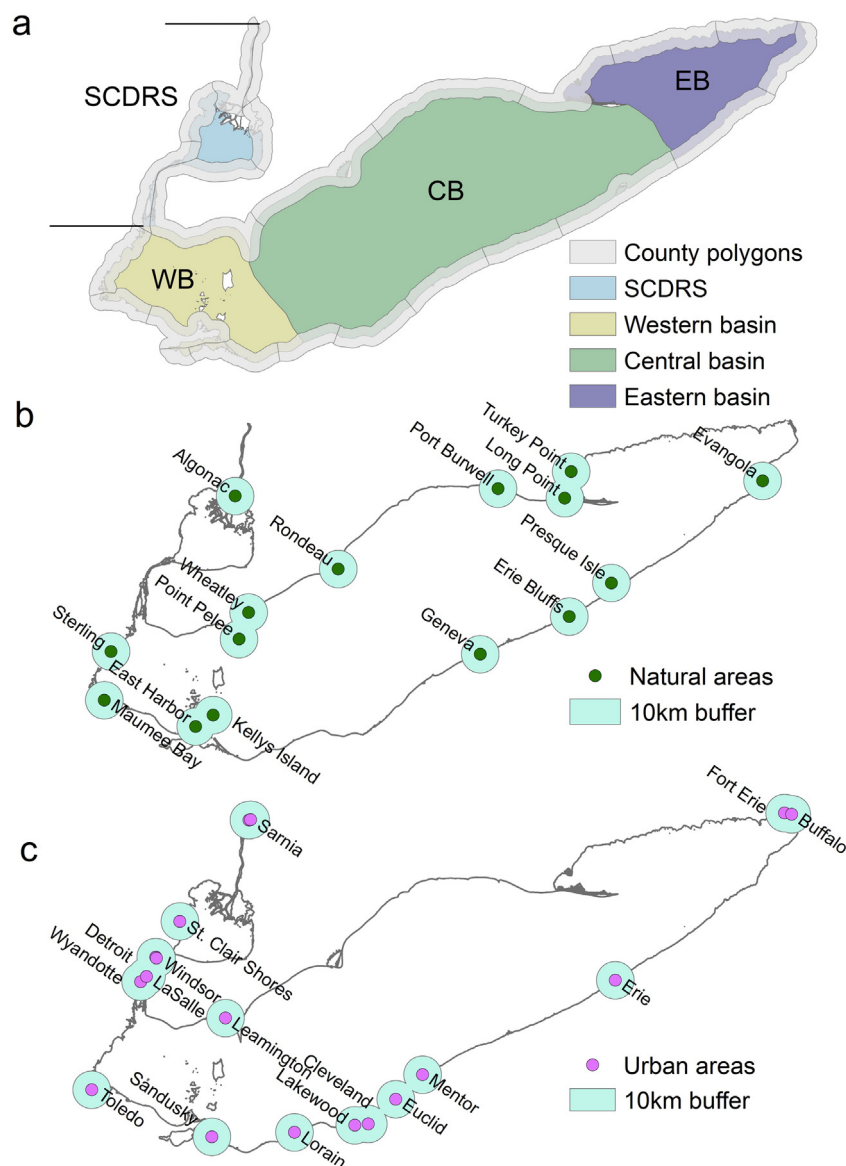 a
SCDRS
EB
CB
WB
County polygons
SCDRS
Western basin
Central basin
Eastern basin
b
Algonac
Turkey Point
Long Point
Port Burwell
Evangola
Rondeau
Presque Isle
Wheatley
Point Pelee
Erie Bluffs
Sterling
Geneva
East Harbor
Maumee Bay
Kellys Island
Natural areas
10km buffer
c
Sarnia
Fort Erie
Buffalo
St. Clair Shores
Detroit
Windsor
Wyandotte
LaSalle
Erie
Leamington
Cleveland
Mentor
Lakewood
Euclid
Sandusky
Toledo
Lorain
Urban areas
10km buffer